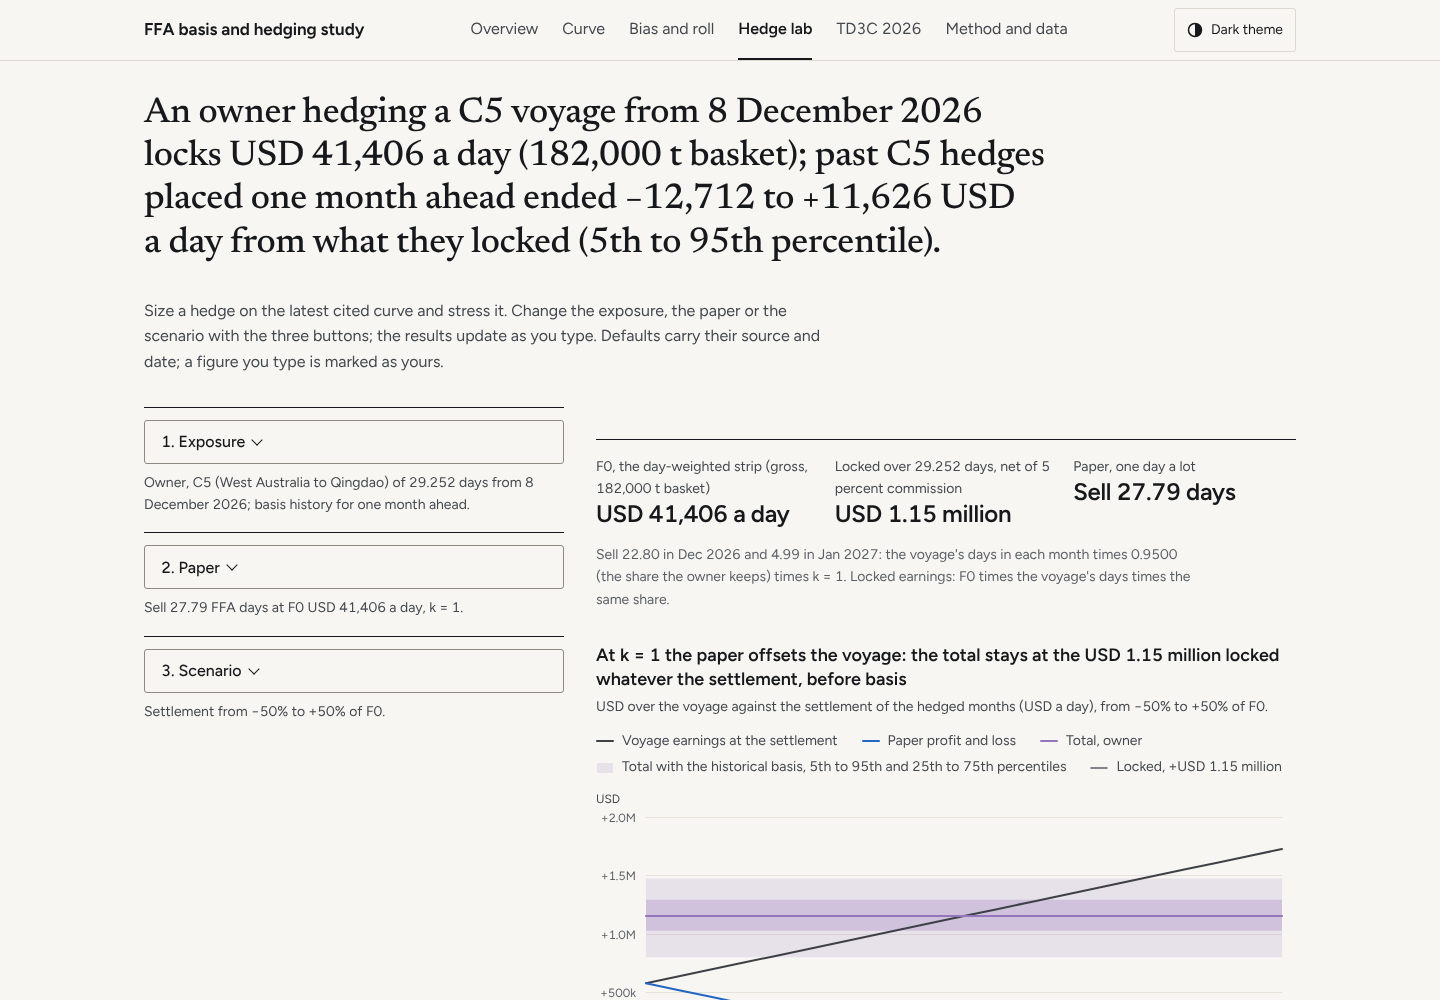 FFA basis and hedging study
Overview
Curve
Bias and roll
Hedge lab
TD3C 2026
Method and data
Dark theme
An owner hedging a C5 voyage from 8 December 2026
locks USD 41,406 a day (182,000 t basket); past C5 hedges
placed one month ahead ended −12,712 to +11,626 USD
a day from what they locked (5th to 95th percentile).
Size a hedge on the latest cited curve and stress it. Change the exposure, the paper or the
scenario with the three buttons; the results update as you type. Defaults carry their source and
date; a figure you type is marked as yours.
1. Exposure
Owner, C5 (West Australia to Qingdao) of 29.252 days from 8
December 2026; basis history for one month ahead.
2. Paper
Sell 27.79 FFA days at F0 USD 41,406 a day, k = 1.
3. Scenario
Settlement from −50% to +50% of F0.
F0, the day-weighted strip (gross,
182,000 t basket)
USD 41,406 a day
Locked over 29.252 days, net of 5
percent commission
USD 1.15 million
Paper, one day a lot
Sell 27.79 days
Sell 22.80 in Dec 2026 and 4.99 in Jan 2027: the voyage's days in each month times 0.9500
(the share the owner keeps) times k = 1. Locked earnings: F0 times the voyage's days times the
same share.
At k = 1 the paper offsets the voyage: the total stays at the USD 1.15 million locked
whatever the settlement, before basis
USD over the voyage against the settlement of the hedged months (USD a day), from −50% to +50% of F0.
Voyage earnings at the settlement
Paper profit and loss
Total, owner
Total with the historical basis, 5th to 95th and 25th to 75th percentiles
Locked, +USD 1.15 million
USD
+2.0M
+1.5M
+1.0M
+500k